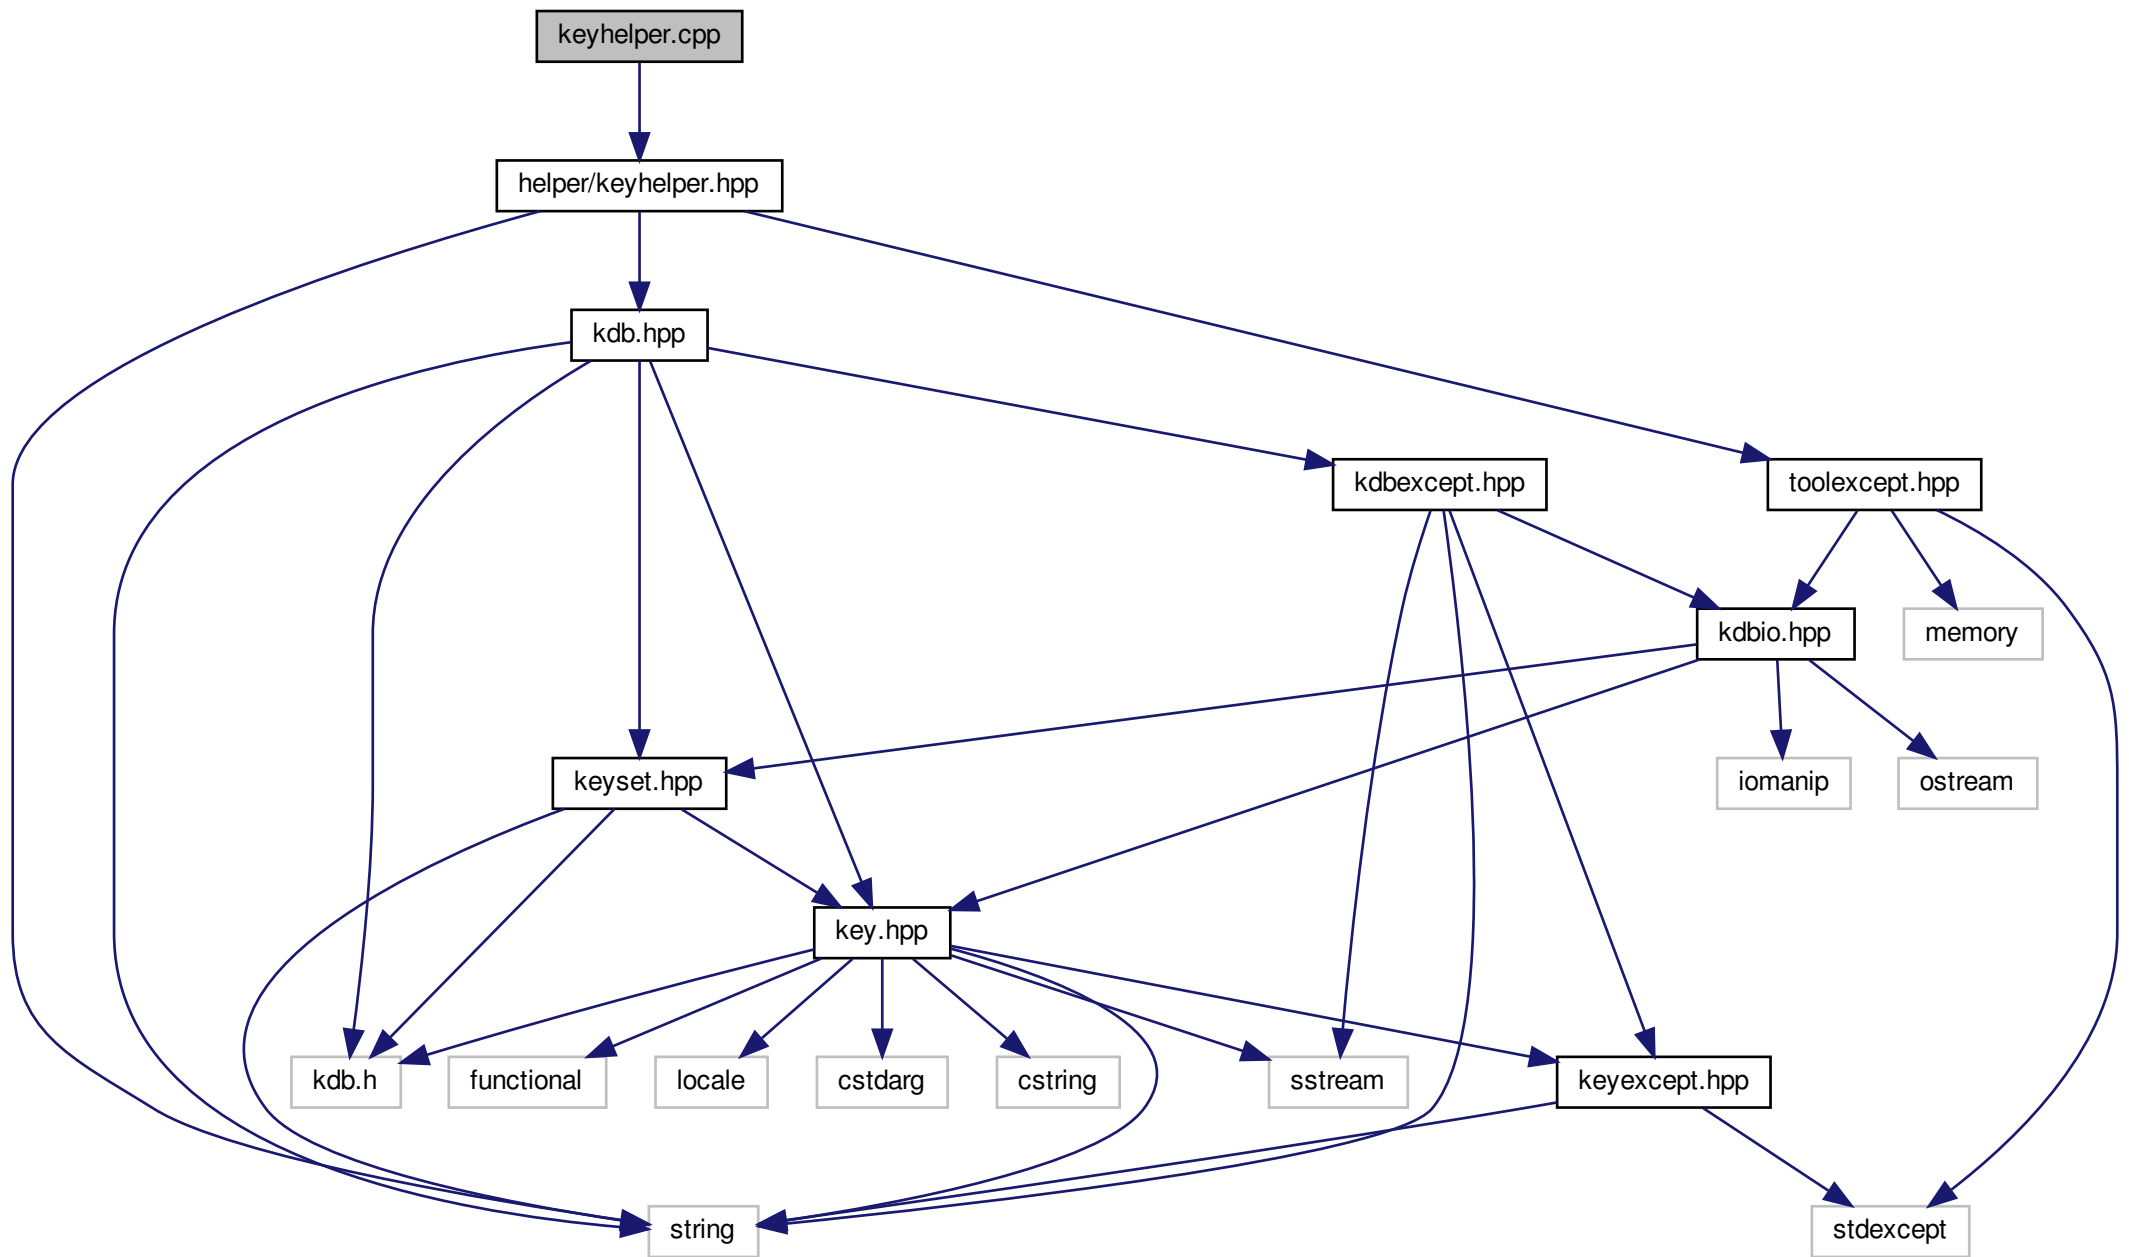 keyhelper.cpp
helper/keyhelper.hpp
kdb.hpp
kdbexcept.hpp
toolexcept.hpp
kdbio.hpp
memory
keyset.hpp
iomanip
ostream
key.hpp
kdb.h
functional
locale
cstdarg
cstring
sstream
keyexcept.hpp
string
stdexcept